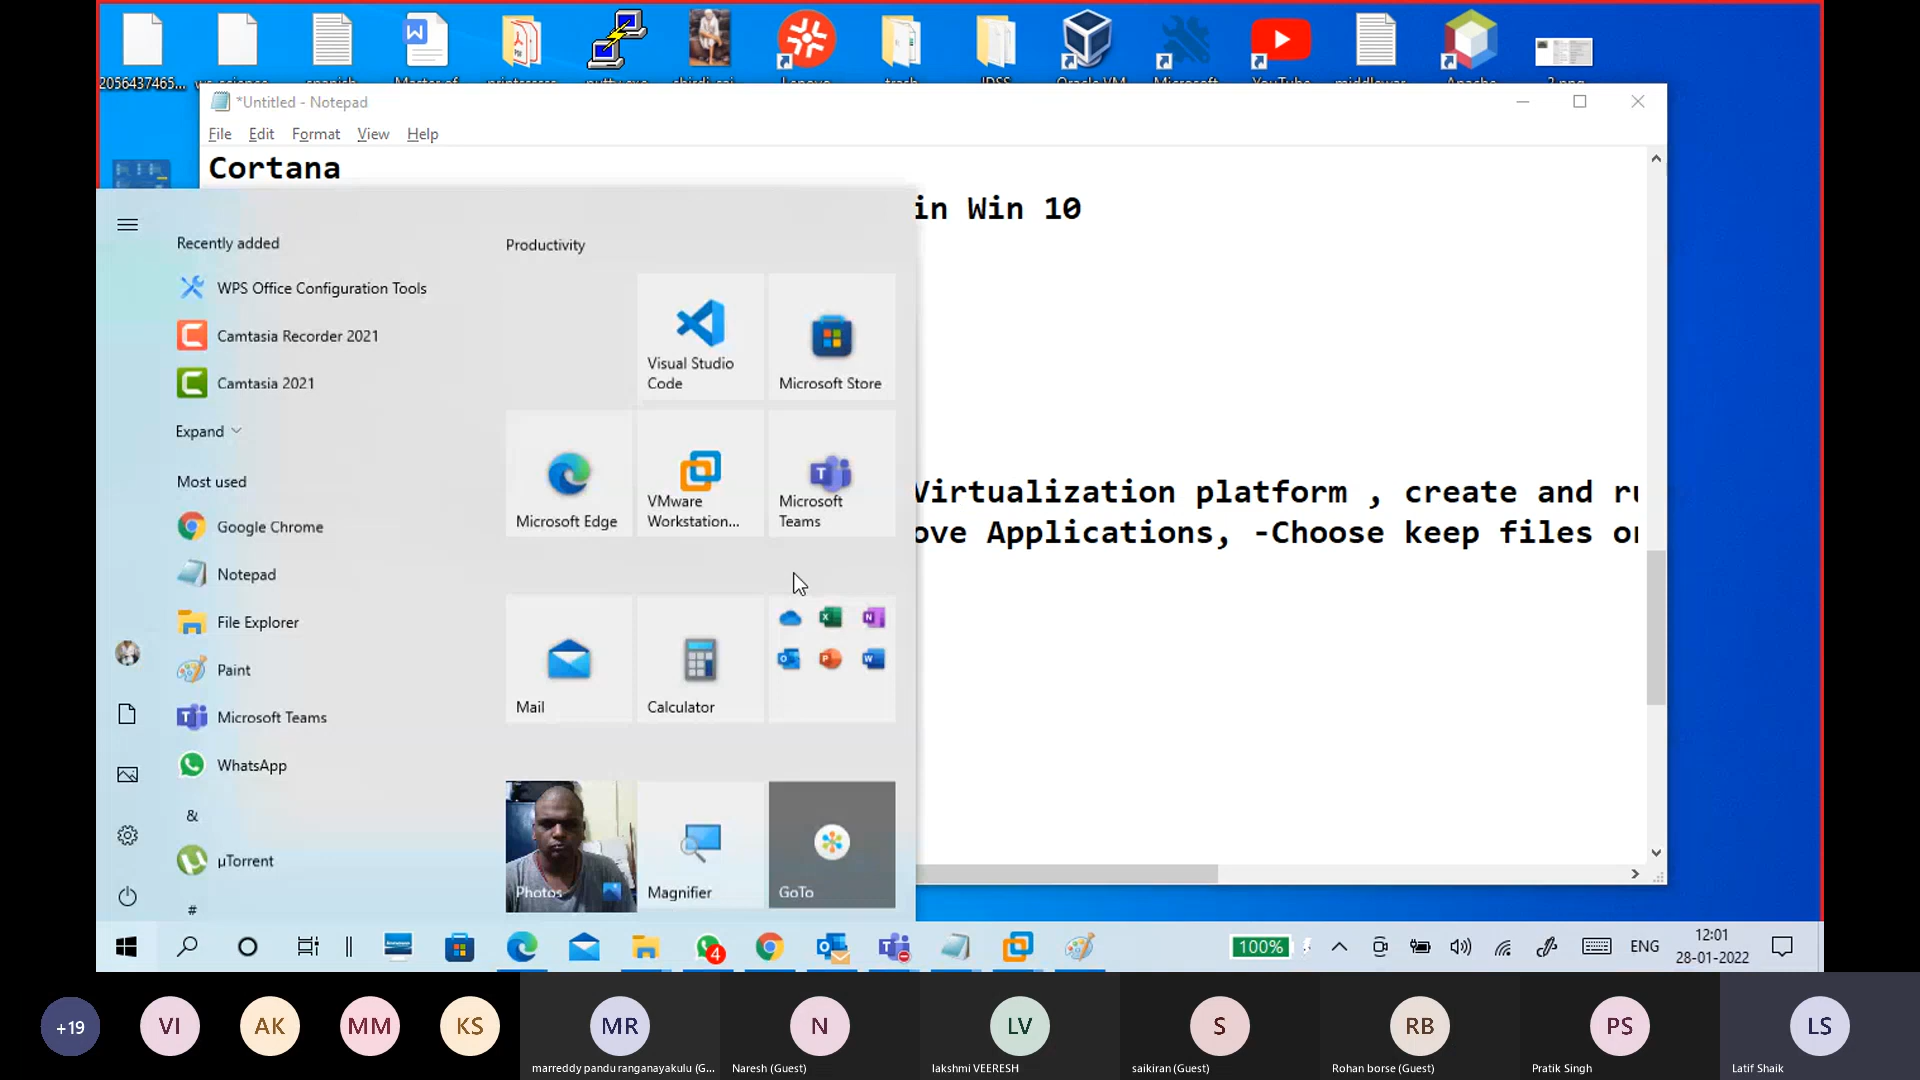 2056437465...
*Untitled - Notepad
File Edit Format View Help
Cortana
in Win 10
Virtualization platform , create and ru
ove Applications, -Choose keep files or
Recently added
WPS Office Configuration Tools
Camtasia Recorder 2021
Camtasia 2021
Expand
Most used
Google Chrome
Notepad
File Explorer
Paint
Microsoft Teams
WhatsApp
&
µTorrent
#
Productivity
Visual Studio
Code
Microsoft Store
Microsoft Edge
VMware
Workstation...
Microsoft
Teams
Mail
Calculator
Photos
Magnifier
GoTo
4
100%
ENG
12:01
28-01-2022
+19
VI
AK
MM
KS
MR
marreddy pandu ranganayakulu (G...
N
Naresh (Guest)
LV
lakshmi VEERESH
S
saikiran (Guest)
RB
Rohan borse (Guest)
PS
Pratik Singh
LS
Latif Shaik